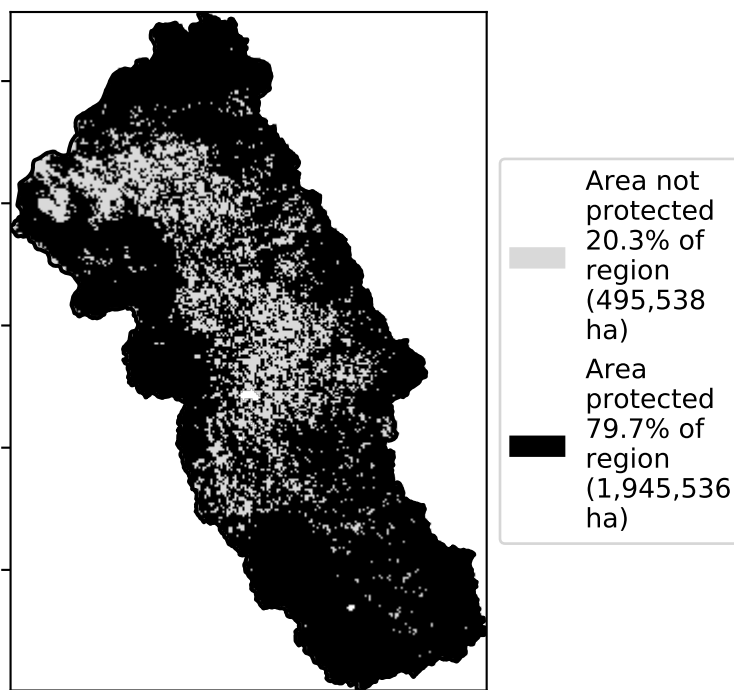 Area not
protected
20.3% of
region
(495,538
ha)
Area
protected
79.7% of
region
(1,945,536
ha)